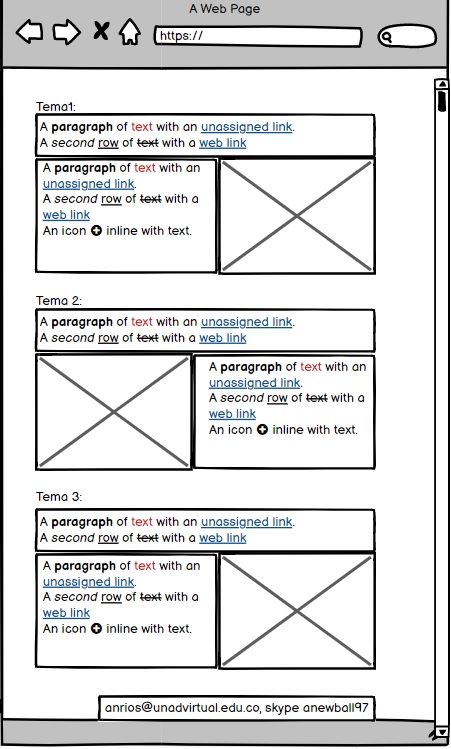 A Web Page
https://
Tema1:
A paragraph of text with an unassigned link.
A second row of text with a web link
A paragraph of text with an
unassigned link.
A second row of text with a
web link
An icon inline with text.
Tema 2:
A paragraph of text with an unassigned link.
A second row of text with a web link
A paragraph of text with an
unassigned link.
A second row of text with a
web link
An icon inline with text.
Tema 3:
A paragraph of text with an unassigned link.
A second row of text with a web link
A paragraph of text with an
unassigned link.
A second row of text with a
web link
An icon inline with text.
anrios@unadvirtual.edu.co, skype anewball97